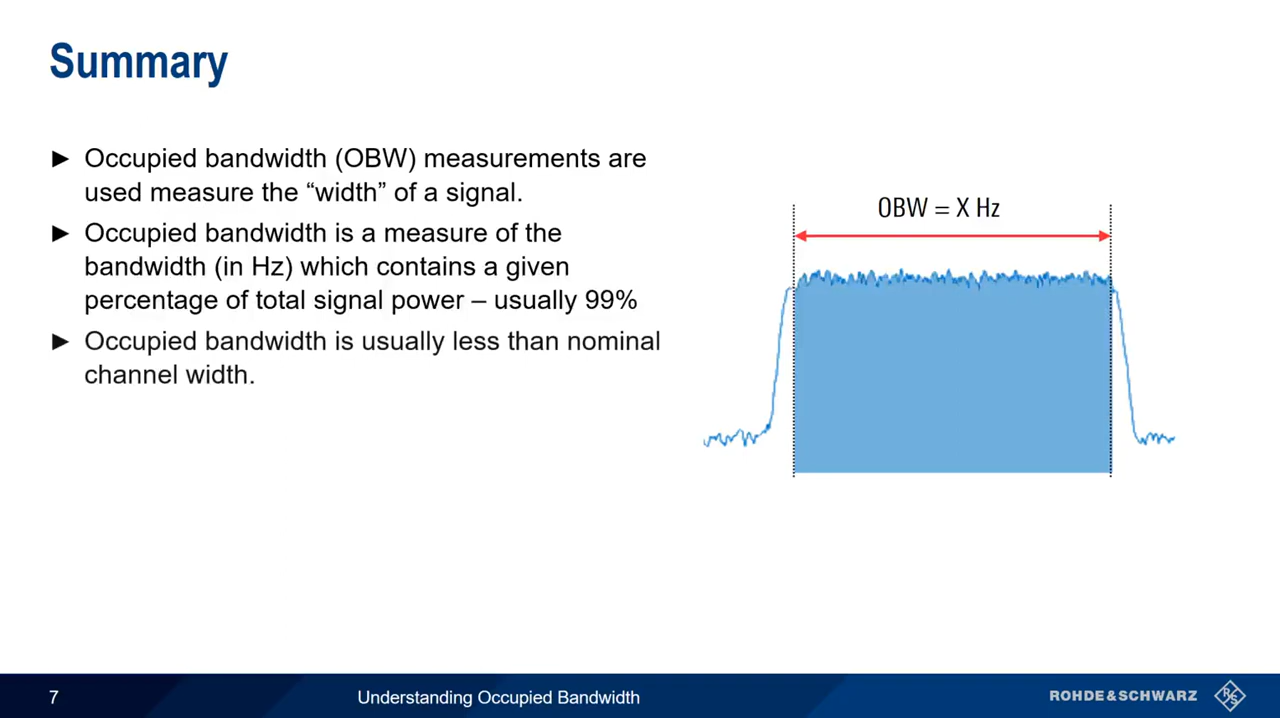 Summary
► Occupied bandwidth (OBW) measurements are
used measure the “width” of a signal.
► Occupied bandwidth is a measure of the
bandwidth (in Hz) which contains a given
percentage of total signal power – usually 99%
► Occupied bandwidth is usually less than nominal
channel width.
OBW = X Hz
7
Understanding Occupied Bandwidth
ROHDE & SCHWARZ
R S